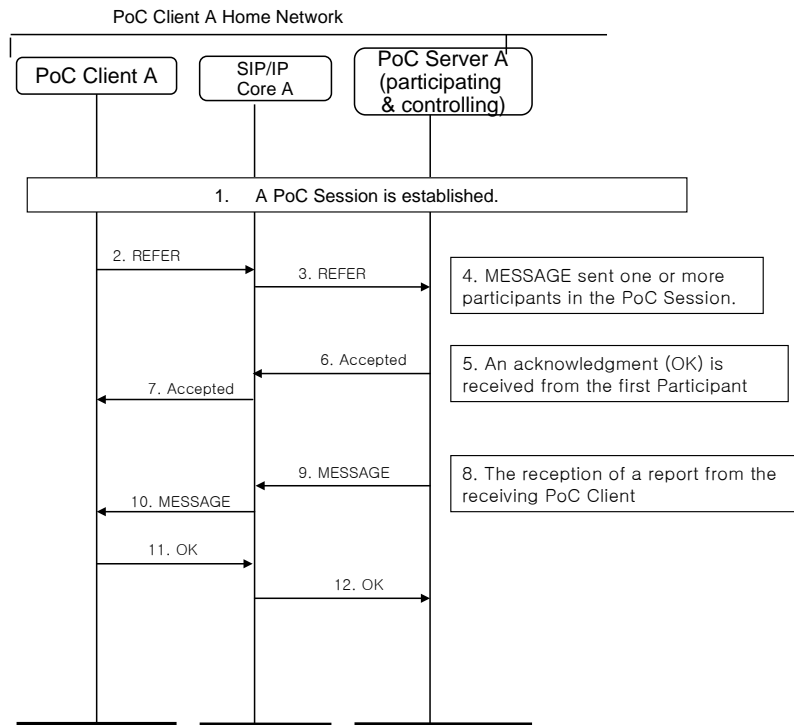 PoC Client A Home Network
PoC Client A
SIP/IP
Core A
PoC Server A
(participating
& controlling)
1. A PoC Session is established.
2. REFER
3. REFER
4. MESSAGE sent one or more
participants in the PoC Session.
6. Accepted
5. An acknowledgment (OK) is
received from the first Participant
7. Accepted
9. MESSAGE
8. The reception of a report from the
receiving PoC Client
10. MESSAGE
11. OK
12. OK